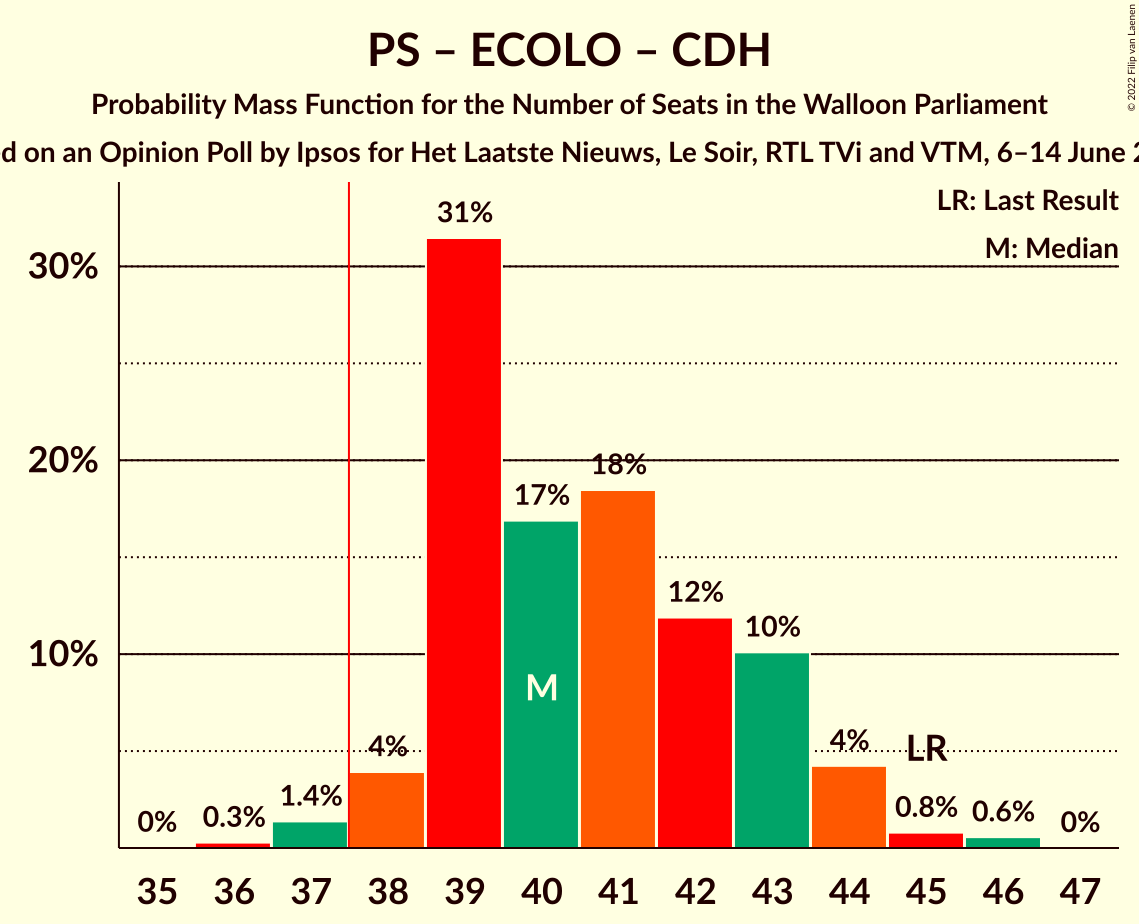 PS – ECOLO – CDH
Probability Mass Function for the Number of Seats in the Walloon Parliament
d on an Opinion Poll by Ipsos for Het Laatste Nieuws, Le Soir, RTL TVi and VTM, 6–14 June 2
© 2022 Filip van Laenen
LR: Last Result
M: Median
30%
20%
10%
0%
0.3%
1.4%
4%
31%
17%
18%
12%
10%
4%
0.8%
0.6%
0%
M
LR
35 36 37 38 39 40 41 42 43 44 45 46 47